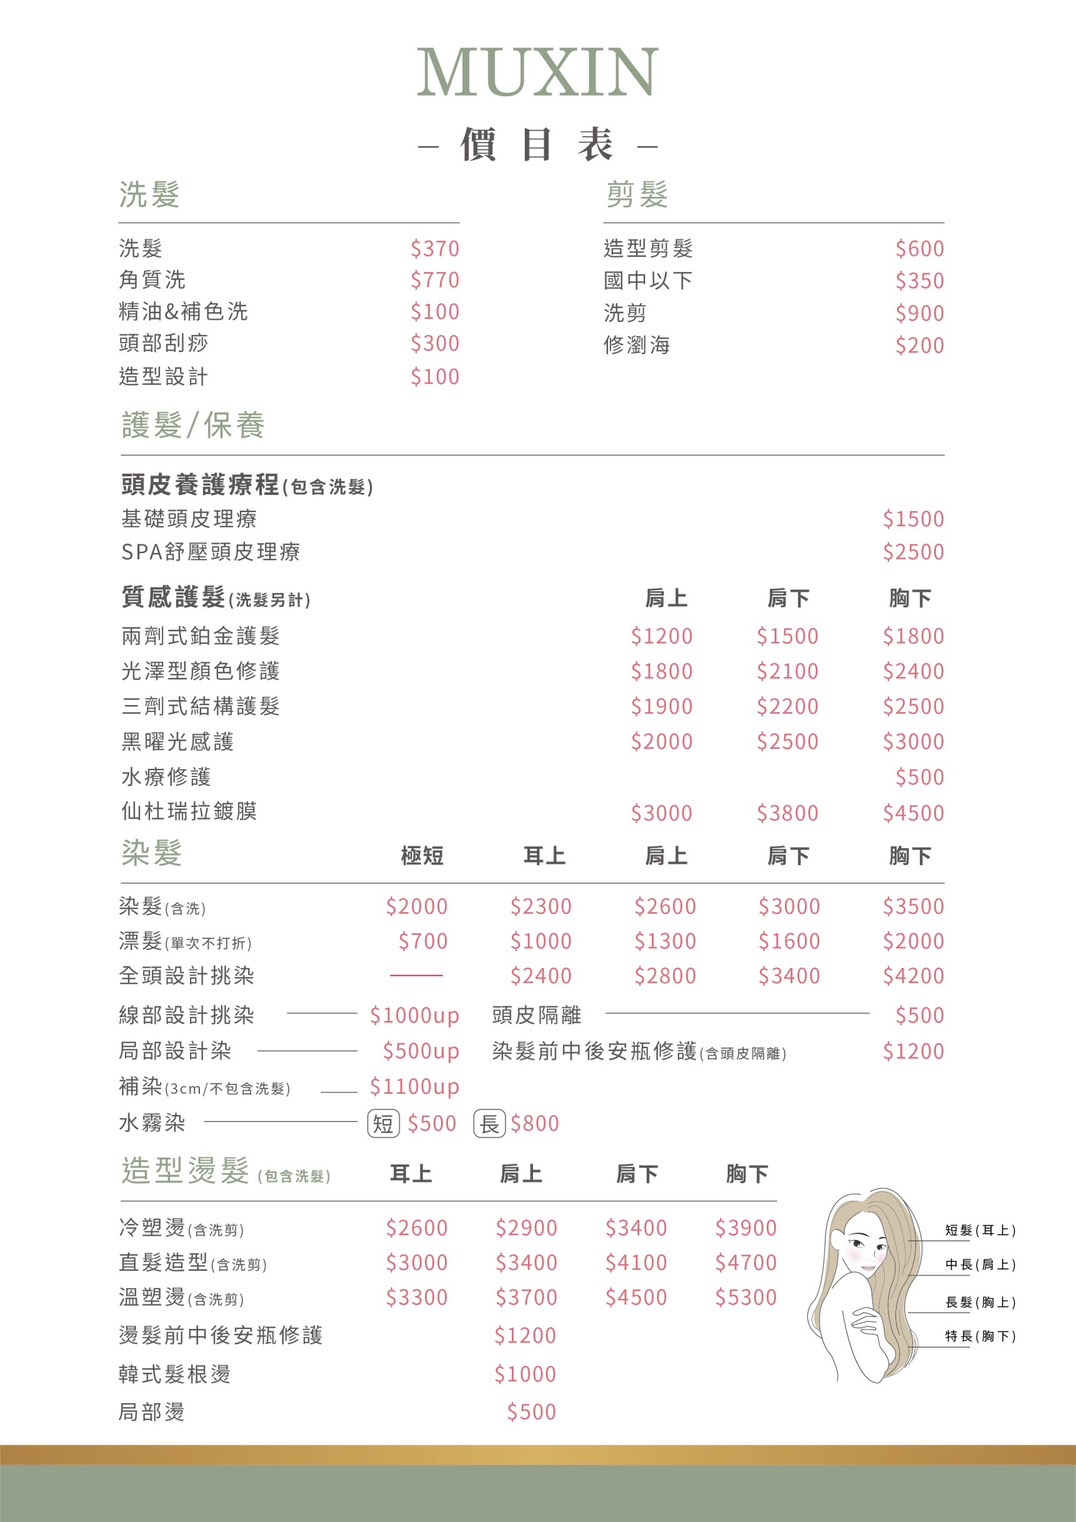 MUXIN
– 價目表 –
洗髮
洗髮 $370
角質洗 $770
精油&補色洗 $100
頭部刮痧 $300
造型設計 $100
剪髮
造型剪髮 $600
國中以下 $350
洗剪 $900
修瀏海 $200
護髮/保養
頭皮養護療程(包含洗髮)
基礎頭皮理療 $1500
SPA舒壓頭皮理療 $2500
質感護髮(洗髮另計) 肩上 肩下 胸下
兩劑式鉑金護髮 $1200 $1500 $1800
光澤型顏色修護 $1800 $2100 $2400
三劑式結構護髮 $1900 $2200 $2500
黑曜光感護 $2000 $2500 $3000
水療修護 $500
仙杜瑞拉鍍膜 $3000 $3800 $4500
染髮 極短 耳上 肩上 肩下 胸下
染髮(含洗) $2000 $2300 $2600 $3000 $3500
漂髮(單次不打折) $700 $1000 $1300 $1600 $2000
全頭設計挑染 —— $2400 $2800 $3400 $4200
線部設計挑染 —— $1000up 頭皮隔離 —— $500
局部設計染 —— $500up 染髮前中後安瓶修護(含頭皮隔離) $1200
補染(3cm/不包含洗髮) —— $1100up
水霧染 —— 短 $500 長 $800
造型燙髮(包含洗髮) 耳上 肩上 肩下 胸下
冷塑燙(含洗剪) $2600 $2900 $3400 $3900
直髮造型(含洗剪) $3000 $3400 $4100 $4700
溫塑燙(含洗剪) $3300 $3700 $4500 $5300
燙髮前中後安瓶修護 $1200
韓式髮根燙 $1000
局部燙 $500
短髮(耳上)
中長(肩上)
長髮(胸上)
特長(胸下)